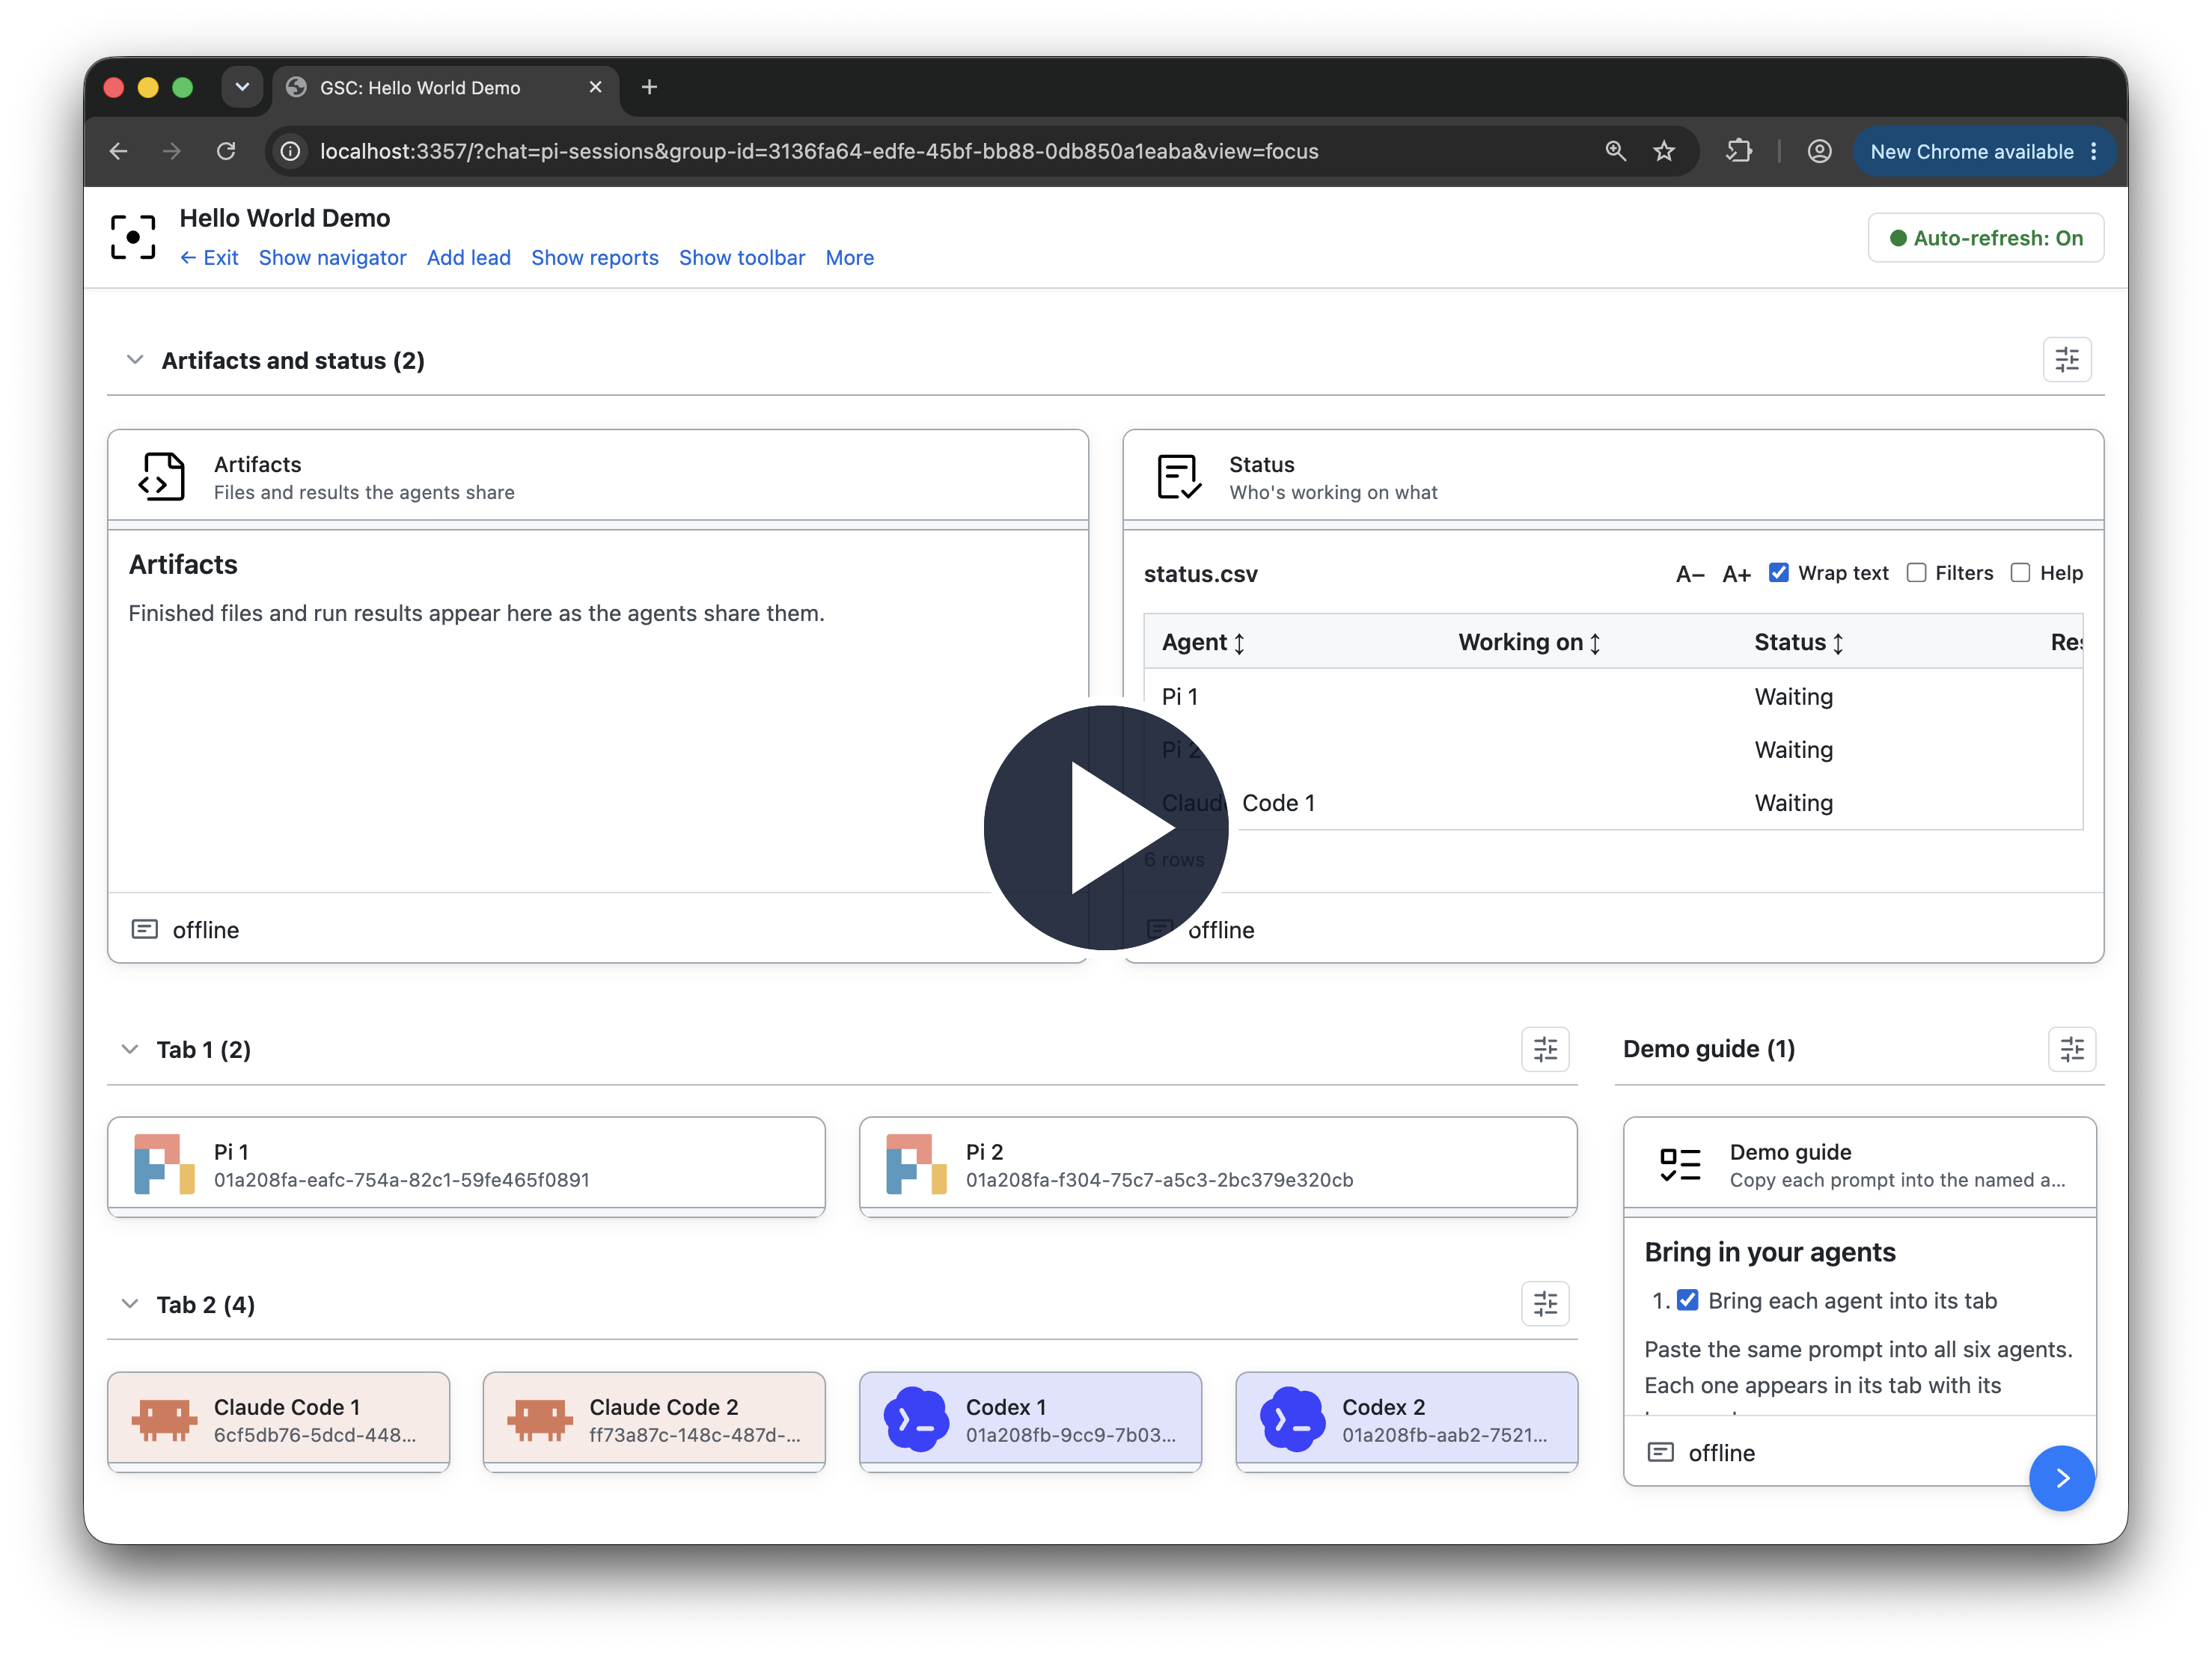 GSC: Hello World Demo
localhost:3357/?chat=pi-sessions&group-id=3136fa64-edfe-45bf-bb88-0db850a1eaba&view=focus
New Chrome available
Hello World Demo
← Exit Show navigator Add lead Show reports Show toolbar More
Auto-refresh: On
Artifacts and status (2)
Artifacts
Files and results the agents share
Artifacts
Finished files and run results appear here as the agents share them.
offline
Status
Who's working on what
status.csv
A– A+ Wrap text Filters Help
Agent Working on Status Res
Pi 1 Waiting
Pi 2 Waiting
Claude Code 1 Waiting
6 rows
offline
Tab 1 (2)
Pi 1
01a208fa-eafc-754a-82c1-59fe465f0891
Pi 2
01a208fa-f304-75c7-a5c3-2bc379e320cb
Tab 2 (4)
Claude Code 1
6cf5db76-5dcd-448...
Claude Code 2
ff73a87c-148c-487d-...
Codex 1
01a208fb-9cc9-7b03...
Codex 2
01a208fb-aab2-7521...
Demo guide (1)
Demo guide
Copy each prompt into the named a...
Bring in your agents
1. Bring each agent into its tab
Paste the same prompt into all six agents.
Each one appears in its tab with its
offline